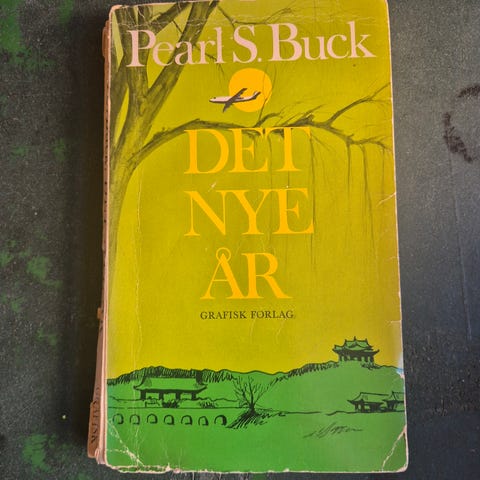 Pearl S. Buck
DET
NYE
ÅR
GRAFISK FORLAG